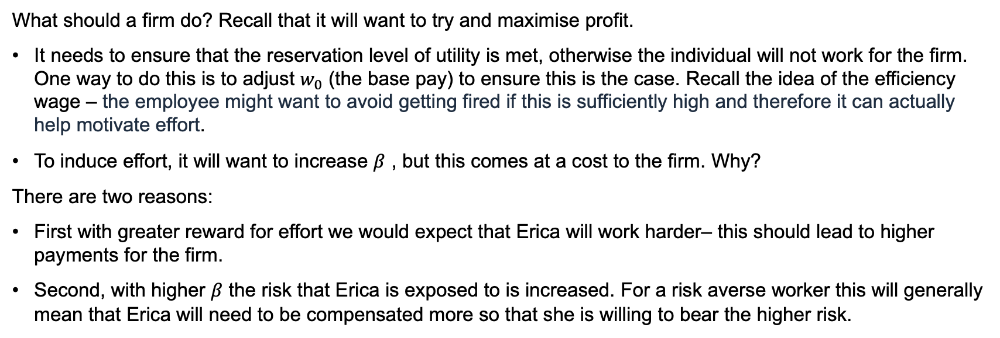 What should a firm do? Recall that it will want to try and maximise profit.
• It needs to ensure that the reservation level of utility is met, otherwise the individual will not work for the firm.
One way to do this is to adjust w₀ (the base pay) to ensure this is the case. Recall the idea of the efficiency
wage – the employee might want to avoid getting fired if this is sufficiently high and therefore it can actually
help motivate effort.
• To induce effort, it will want to increase β , but this comes at a cost to the firm. Why?
There are two reasons:
• First with greater reward for effort we would expect that Erica will work harder– this should lead to higher
payments for the firm.
• Second, with higher β the risk that Erica is exposed to is increased. For a risk averse worker this will generally
mean that Erica will need to be compensated more so that she is willing to bear the higher risk.